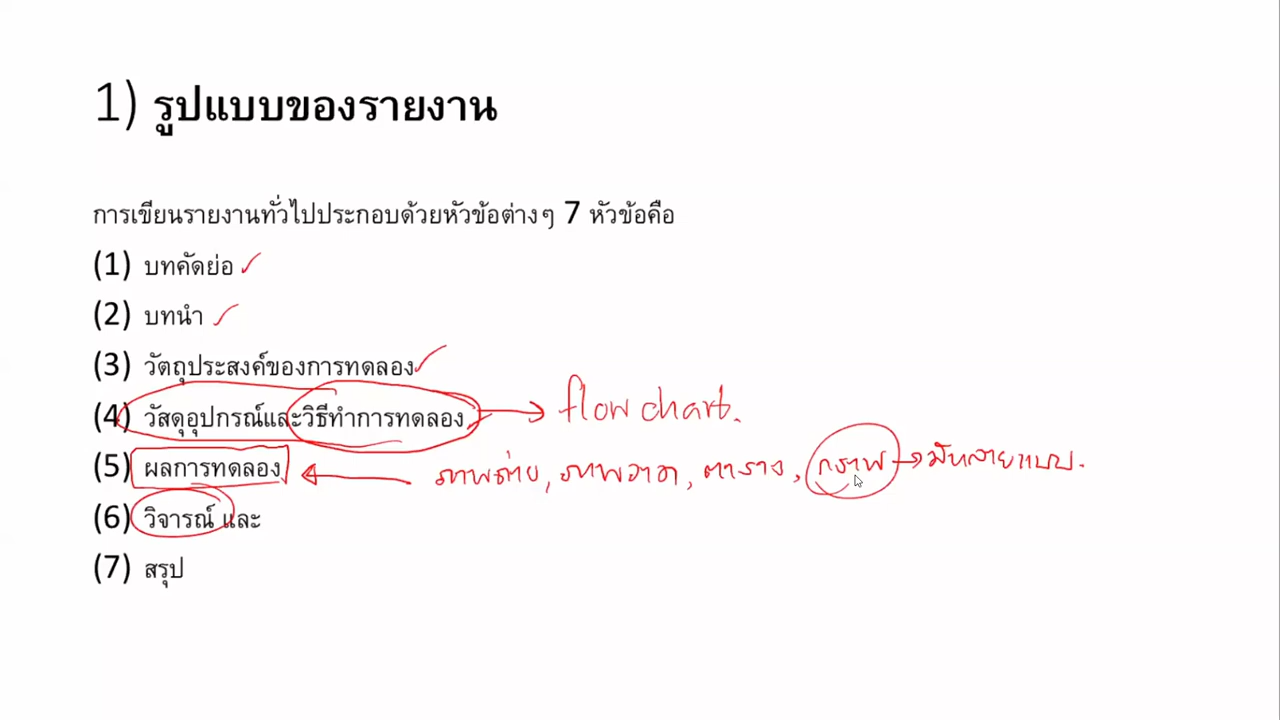 1) รูปแบบของรายงาน
การเขียนรายงานทั่วไปประกอบด้วยหัวข้อต่างๆ 7 หัวข้อคือ
(1) บทคัดย่อ
(2) บทนำ
(3) วัตถุประสงค์ของการทดลอง
(4) วัสดุอุปกรณ์และวิธีทำการทดลอง flow chart.
(5) ผลการทดลอง ภาพถ่าย, ภาพวาด, ตาราง, กราฟ มีหลายแบบ.
(6) วิจารณ์ และ
(7) สรุป